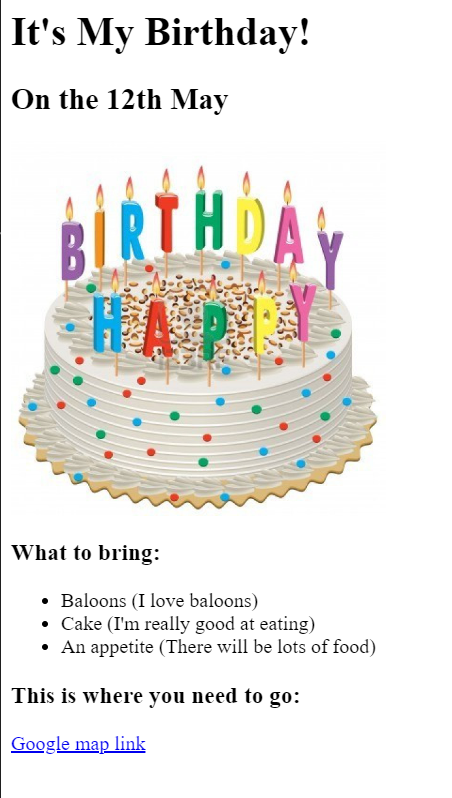 It's My Birthday!
On the 12th May
BIRTHDAY
HAPPY
What to bring:
Baloons (I love baloons)
Cake (I'm really good at eating)
An appetite (There will be lots of food)
This is where you need to go:
Google map link